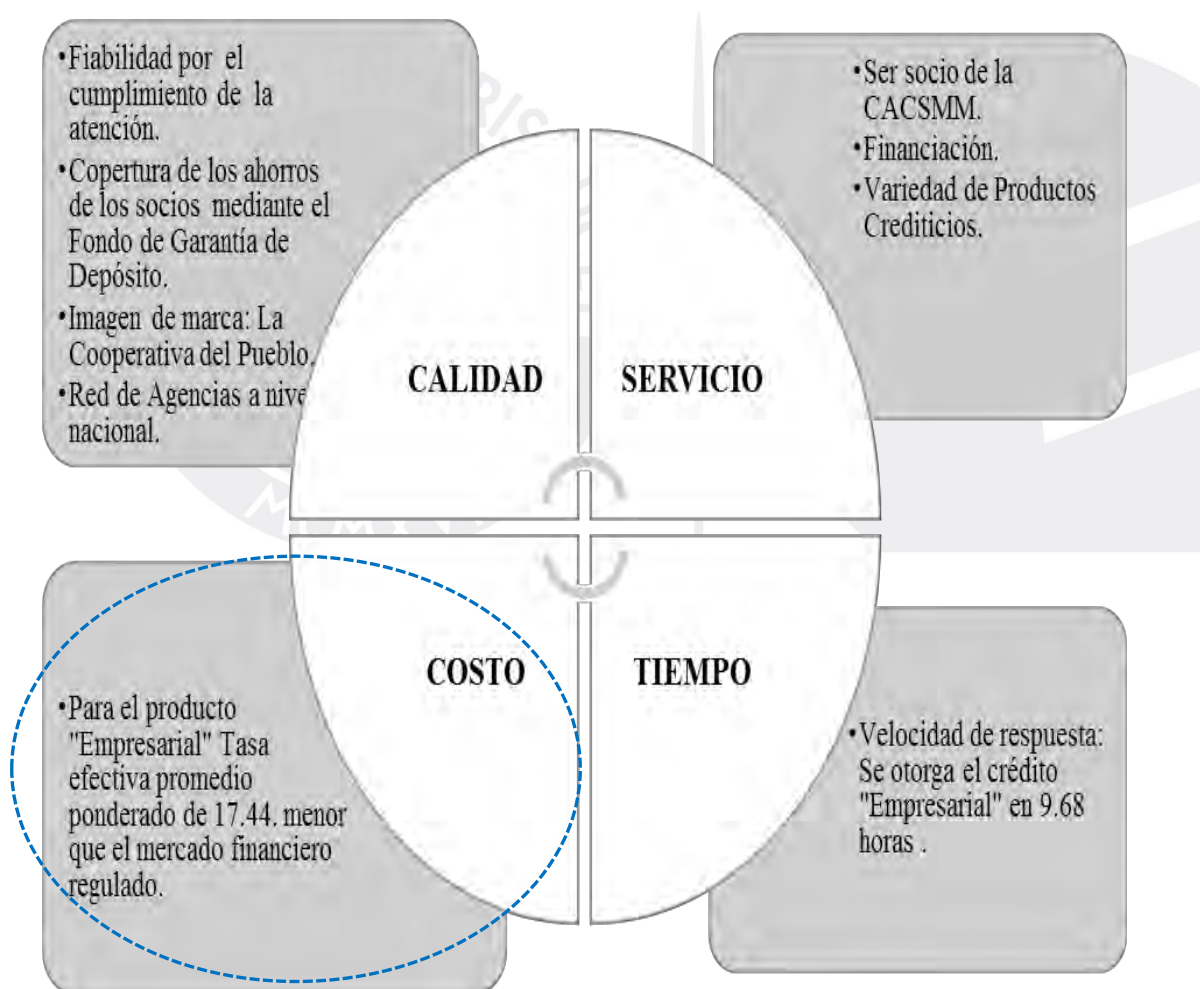 •Fiabilidad por el
cumplimiento de la
atención.
•Copertura de los ahorros
de los socios mediante el
Fondo de Garantía de
Depósito.
•Imagen de marca: La
Cooperativa del Pueblo.
•Red de Agencias a nive
nacional.
•Ser socio de la
CACSMM.
•Financiación.
•Variedad de Productos
Crediticios.
CALIDAD
SERVICIO
COSTO
TIEMPO
•Para el producto
"Empresarial" Tasa
efectiva promedio
ponderado de 17.44. menor
que el mercado financiero
regulado.
•Velocidad de respuesta:
Se otorga el crédito
"Empresarial" en 9.68
horas .